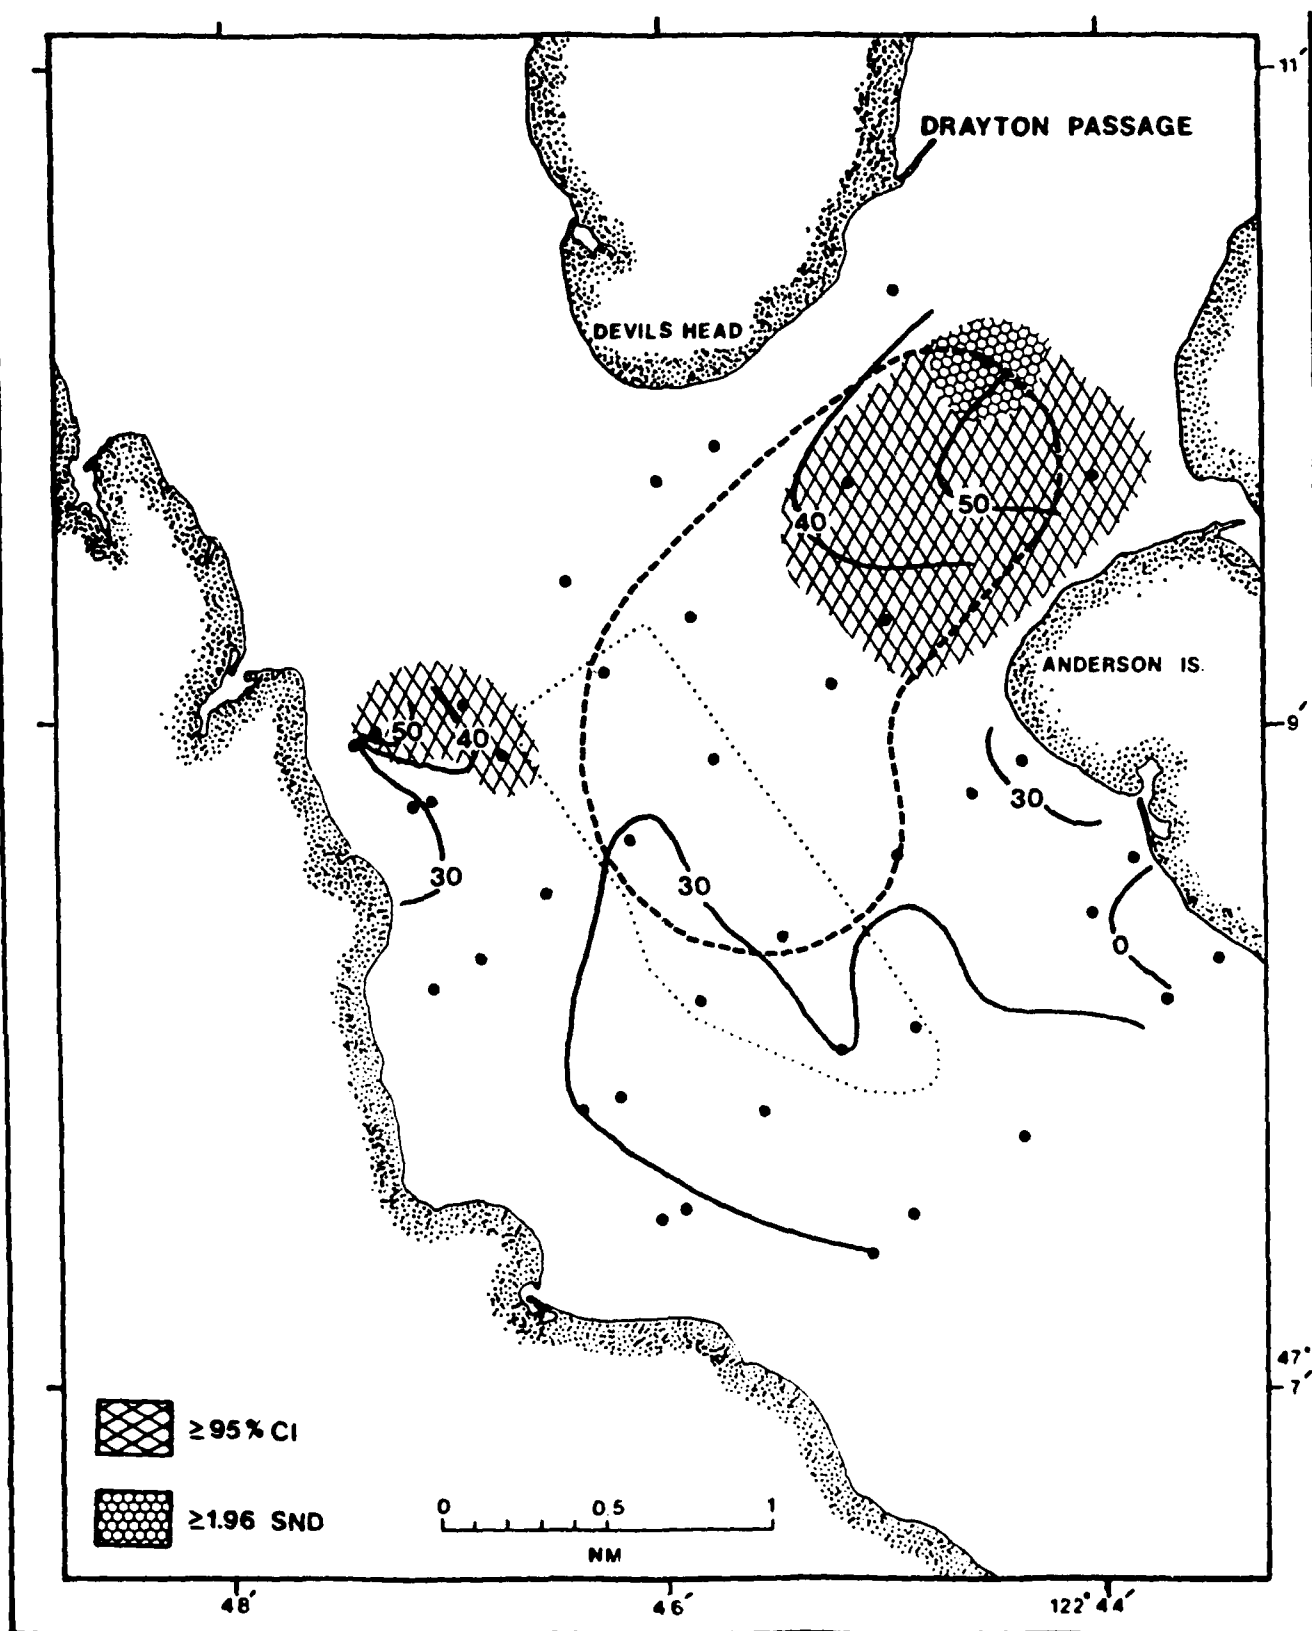 11′
DRAYTON PASSAGE
DEVILS HEAD
50
40
ANDERSON IS.
9′
50
40
30
30
30
0
47°
7′
≥95% CI
≥1.96 SND
0 0.5 1
NM
48′ 46′ 122°44′